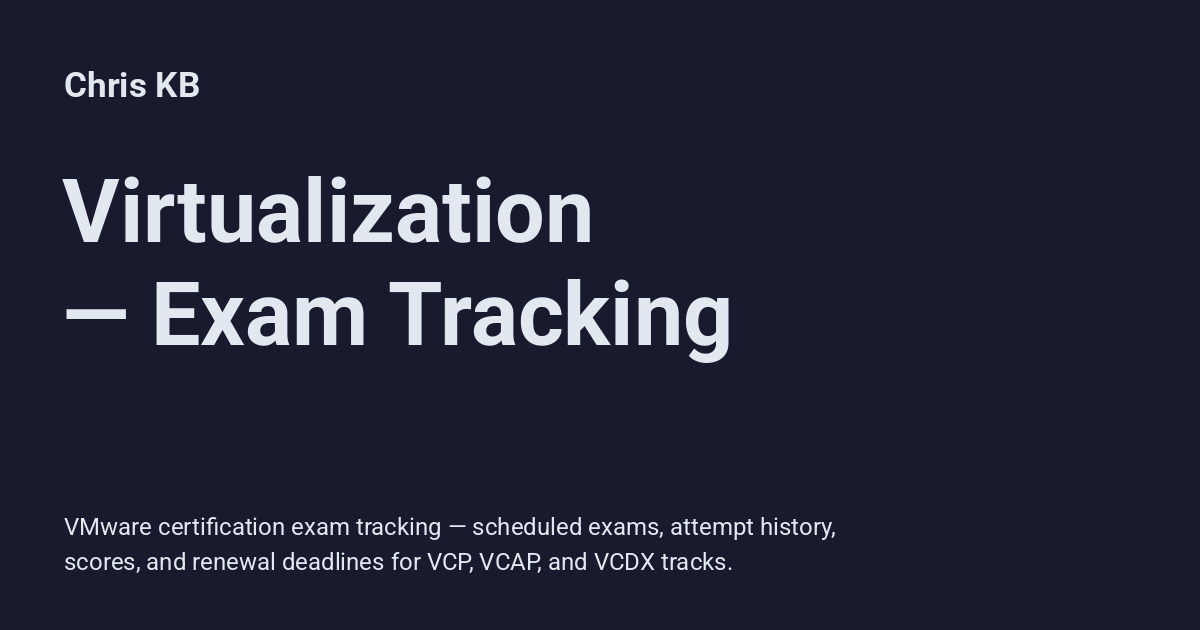 Chris KB
Virtualization
— Exam Tracking
VMware certification exam tracking — scheduled exams, attempt history,
scores, and renewal deadlines for VCP, VCAP, and VCDX tracks.